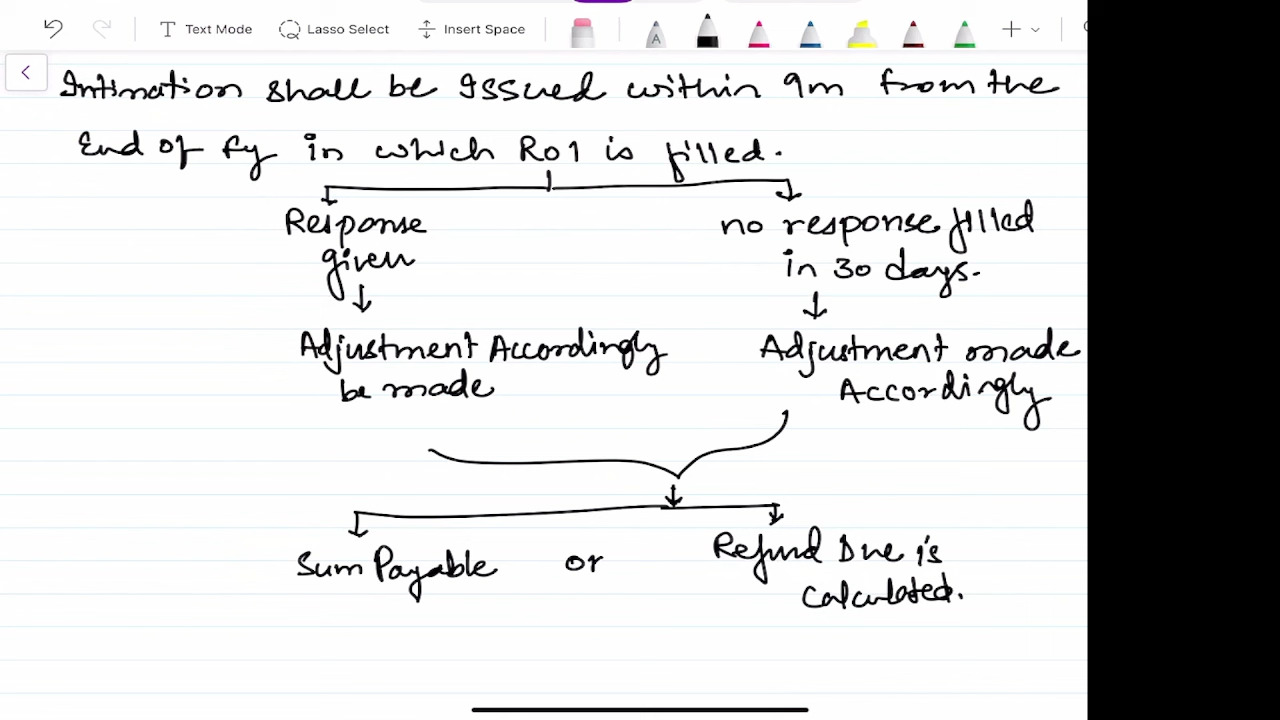 Text Mode Lasso Select Insert Space
A
Intimation shall be Issued within 9m from the
End of fy in which ROI is filled.
Response no response filled
given in 30 days.
Adjustment Accordingly Adjustment made
be made Accordingly
Sum Payable or Refund Due is
calculated.